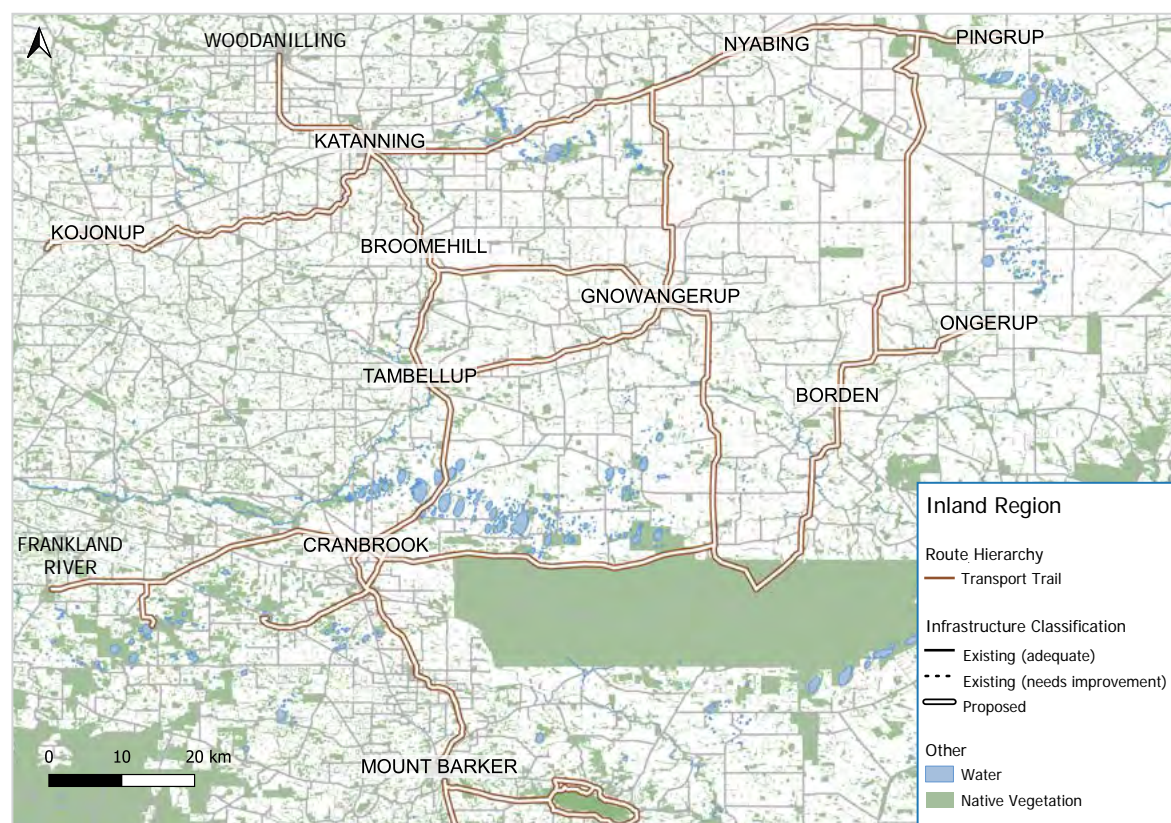 WOODANILLING
NYABING
PINGRUP
KATANNING
KOJONUP
BROOMEHILL
GNOWANGERUP
ONGERUP
TAMBELLUP
BORDEN
FRANKLAND
RIVER
CRANBROOK
MOUNT BARKER
0 10 20 km
Inland Region
Route Hierarchy
Transport Trail
Infrastructure Classification
Existing (adequate)
Existing (needs improvement)
Proposed
Other
Water
Native Vegetation